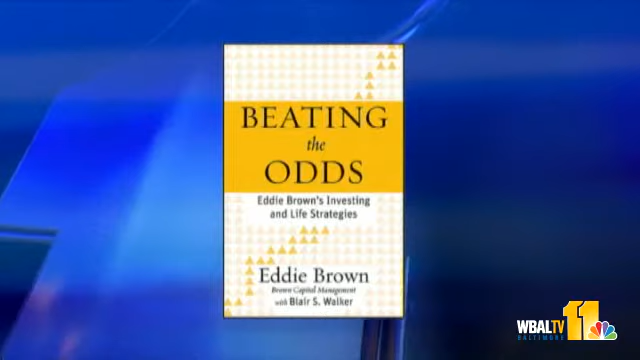 BEATING
the
ODDS
Eddie Brown's Investing
and Life Strategies
Eddie Brown
Brown Capital Management
with Blair S. Walker
WBALTV 11
BALTIMORE